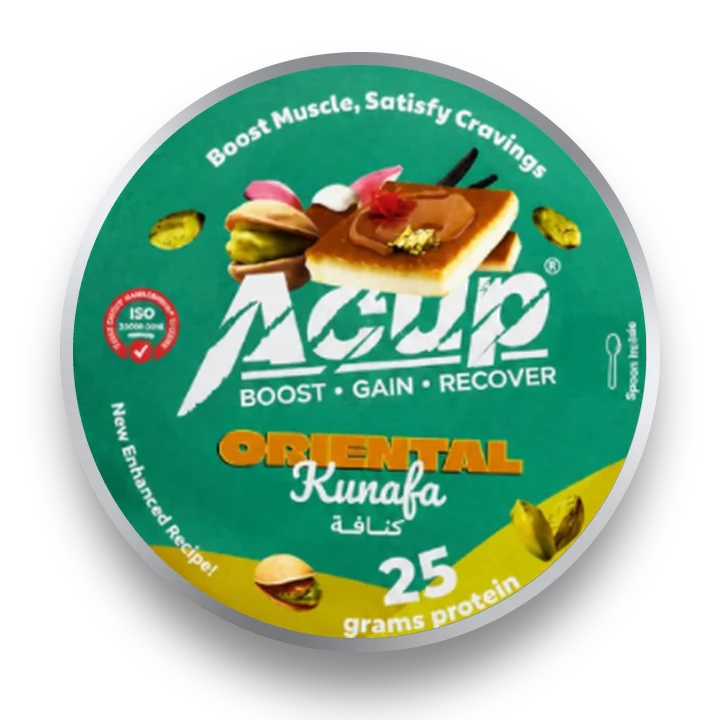 Boost Muscle, Satisfy Cravings
Acup®
BOOST • GAIN • RECOVER
ISO
Spoon Inside
ORIENTAL
Kunafa
كنافة
New Enhanced Recipe!
25
grams protein